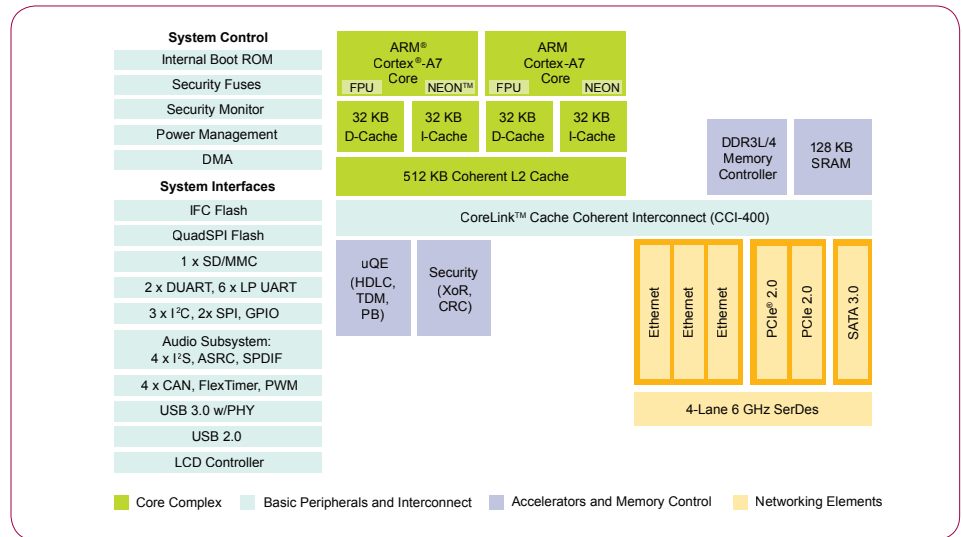 System Control
Internal Boot ROM
Security Fuses
Security Monitor
Power Management
DMA
System Interfaces
IFC Flash
QuadSPI Flash
1 x SD/MMC
2 x DUART, 6 x LP UART
3 x I²C, 2x SPI, GPIO
Audio Subsystem:
4 x I²S, ASRC, SPDIF
4 x CAN, FlexTimer, PWM
USB 3.0 w/PHY
USB 2.0
LCD Controller
ARM®
Cortex®-A7
Core
FPU
NEON™
ARM
Cortex-A7
Core
FPU
NEON
32 KB
D-Cache
32 KB
I-Cache
32 KB
D-Cache
32 KB
I-Cache
512 KB Coherent L2 Cache
DDR3L/4
Memory
Controller
128 KB
SRAM
CoreLink™ Cache Coherent Interconnect (CCI-400)
uQE
(HDLC,
TDM,
PB)
Security
(XoR,
CRC)
Ethernet
Ethernet
Ethernet
PCIe® 2.0
PCIe 2.0
SATA 3.0
4-Lane 6 GHz SerDes
Core Complex
Basic Peripherals and Interconnect
Accelerators and Memory Control
Networking Elements